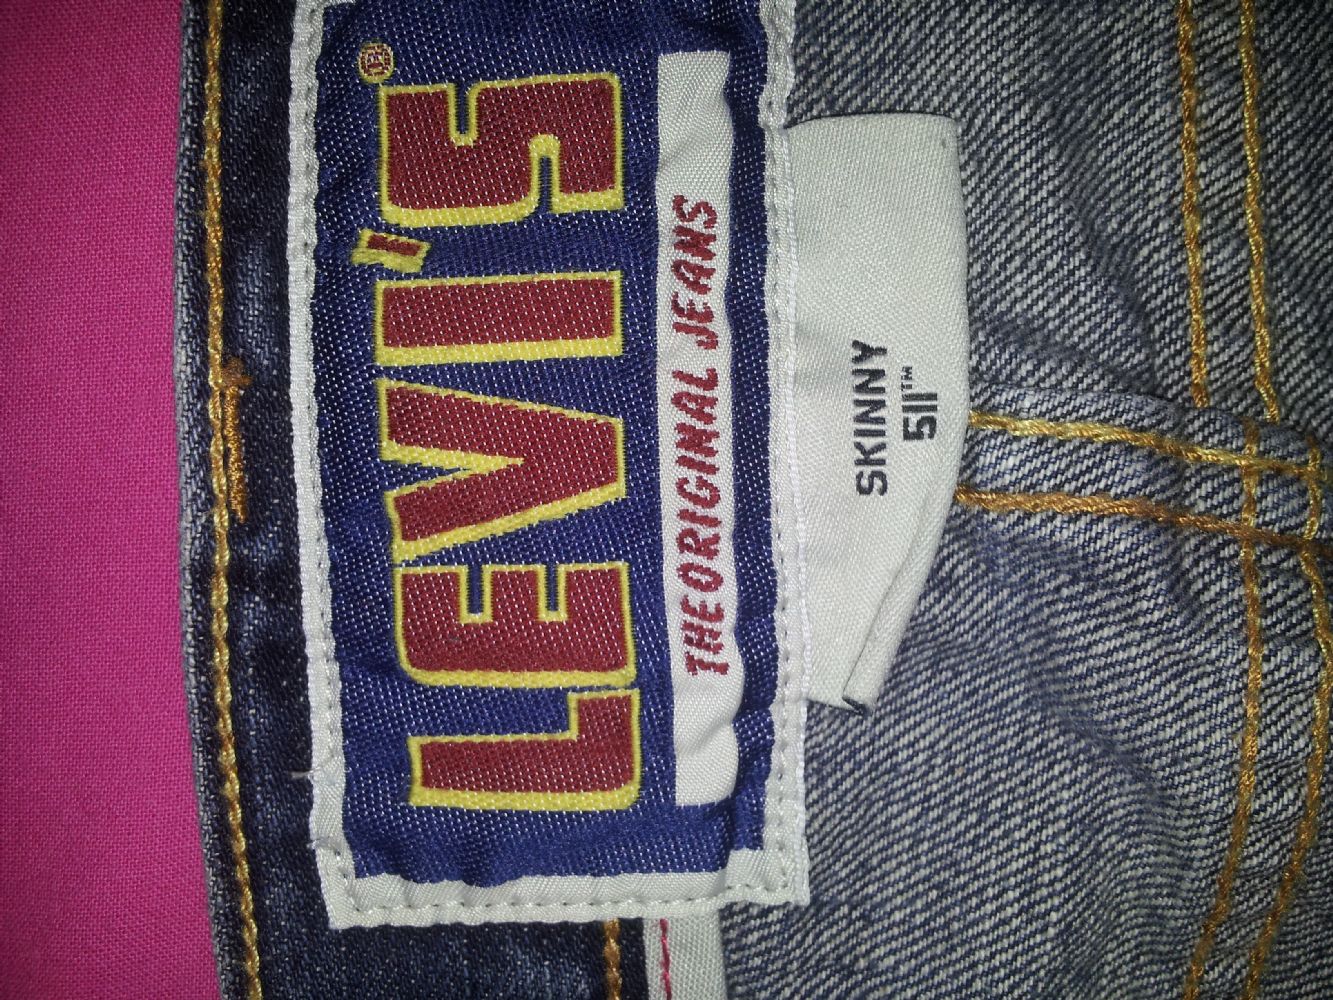 LEVI'S®
THE ORIGINAL JEANS
SKINNY
511™